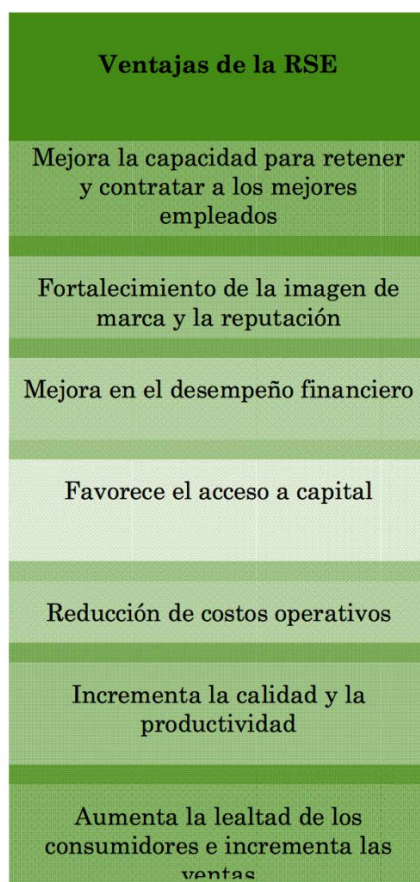 Ventajas de la RSE
Mejora la capacidad para retener
y contratar a los mejores
empleados
Fortalecimiento de la imagen de
marca y la reputación
Mejora en el desempeño financiero
Favorece el acceso a capital
Reducción de costos operativos
Incrementa la calidad y la
productividad
Aumenta la lealtad de los
consumidores e incrementa las
ventas